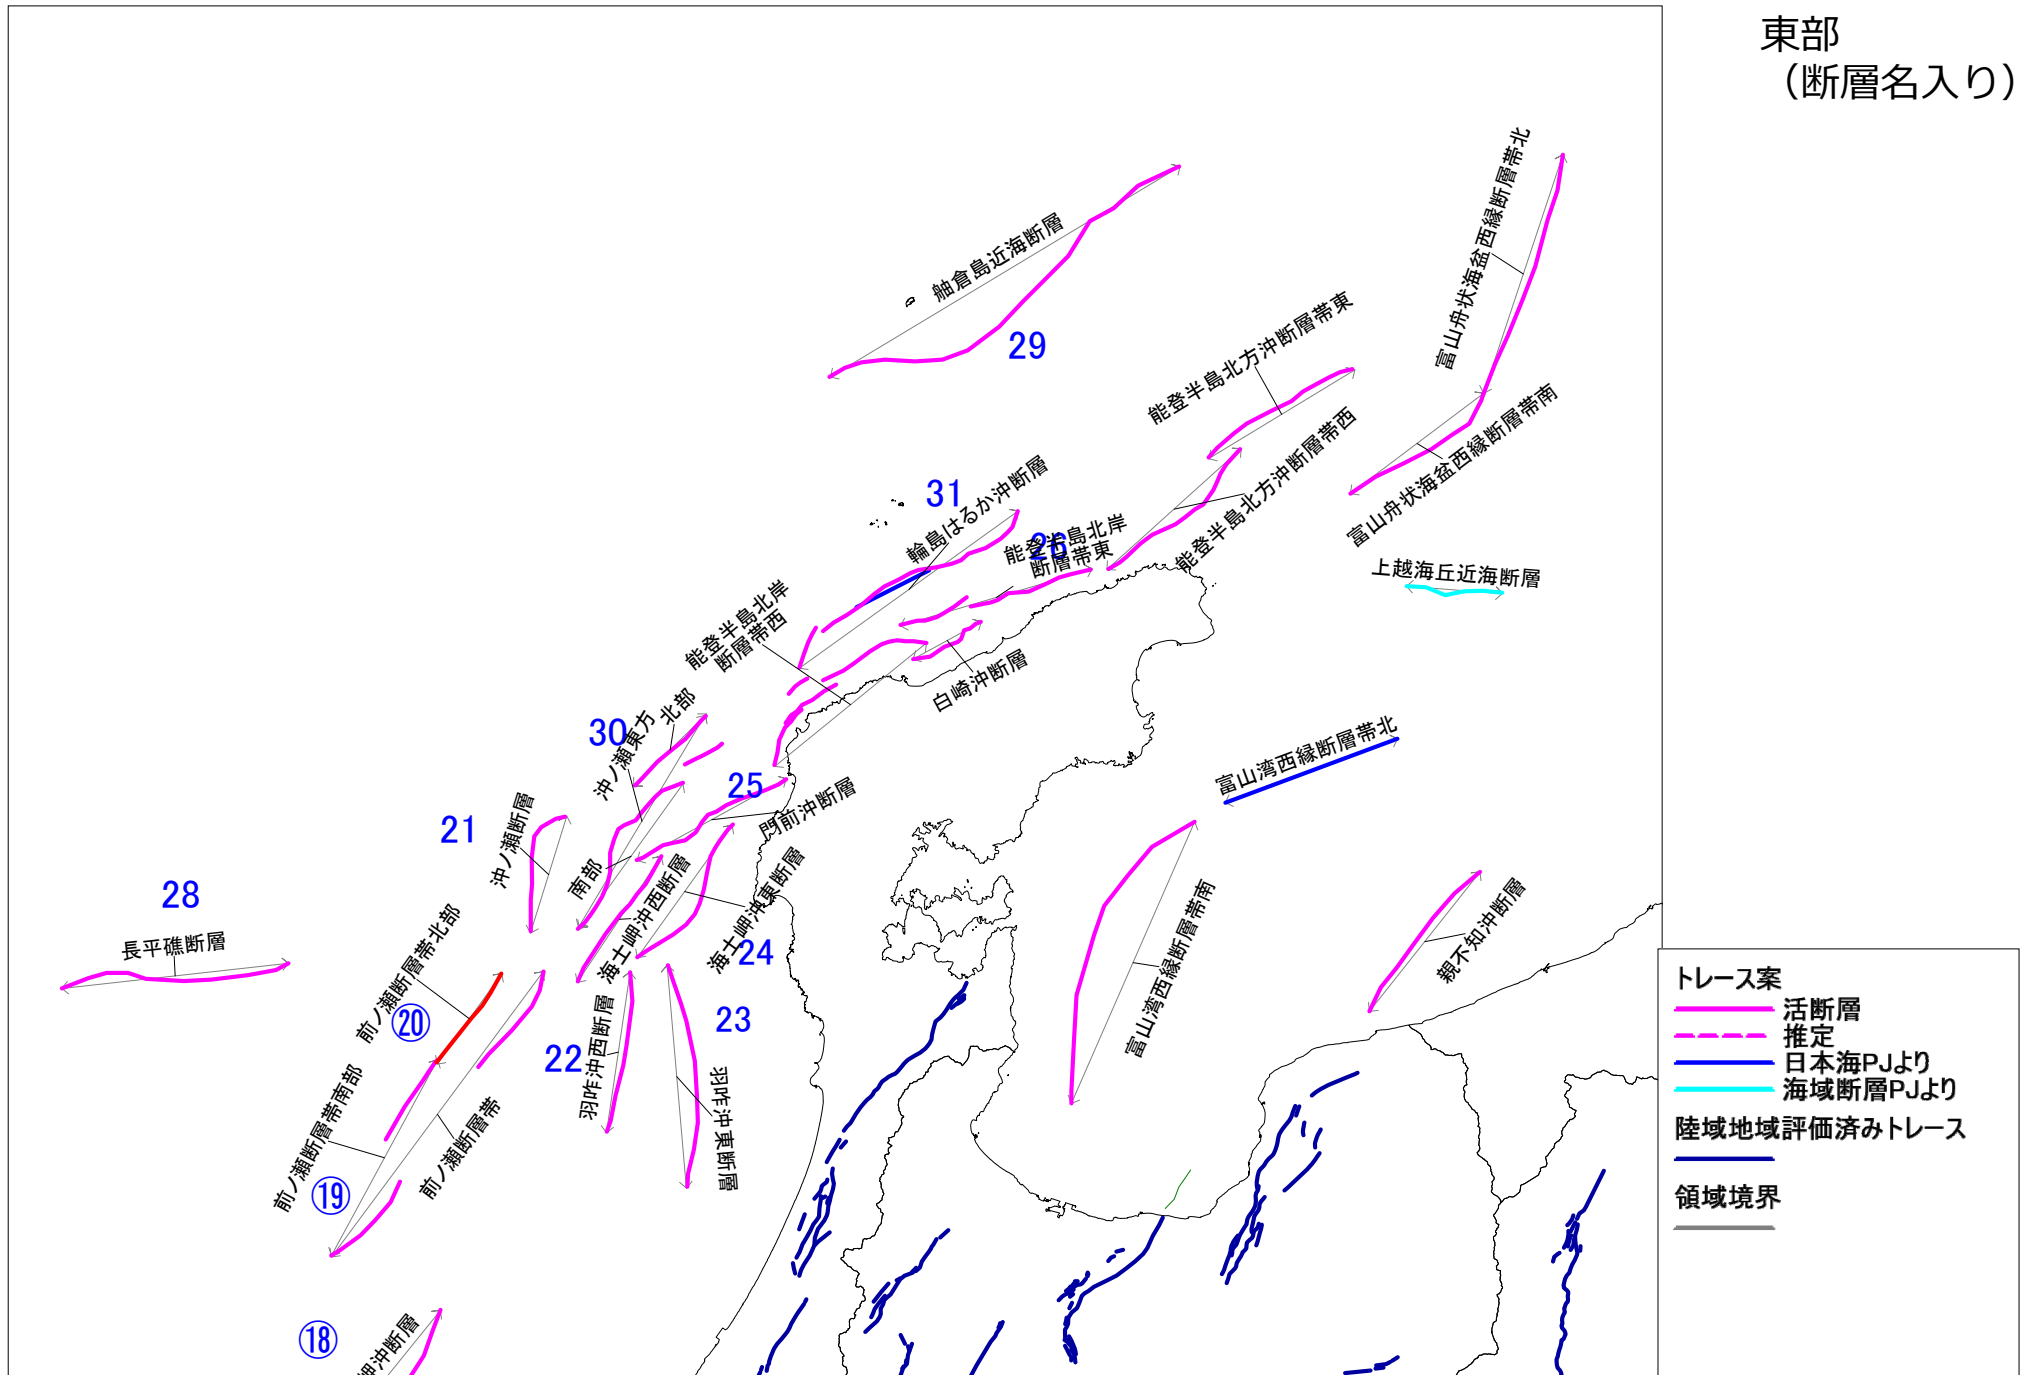 東部
（断層名入り）
富山舟状海盆西縁断層帯北
舳倉島近海断層
29
能登半島北方沖断層帯東
富山舟状海盆西縁断層帯南
能登半島北方沖断層帯西
31
輪島はるか沖断層
26
能登半島北岸
断層帯東
上越海丘近海断層
能登半島北岸
断層帯西
白崎沖断層
30
沖ノ瀬東方
北部
南部
富山湾西縁断層帯北
25
門前沖断層
21
沖ノ瀬断層
28
長平礁断層
海士岬沖西断層
海士岬沖東断層
24
富山湾西縁断層帯南
親不知沖断層
前ノ瀬断層帯北部
⑳
22
羽咋沖西断層
23
羽咋沖東断層
前ノ瀬断層帯南部
⑲
前ノ瀬断層帯
⑱
岬沖断層
トレース案
活断層
推定
日本海PJより
海域断層PJより
陸域地域評価済みトレース
領域境界